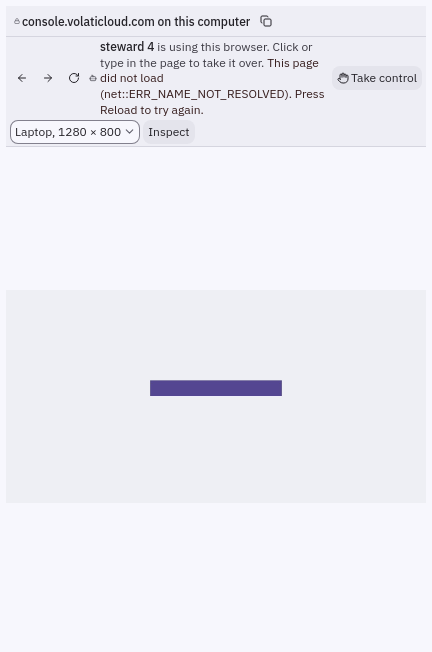 console.volaticloud.com on this computer
steward 4 is using this browser. Click or
type in the page to take it over. This page
did not load
(net::ERR_NAME_NOT_RESOLVED). Press
Reload to try again.
Take control
Laptop, 1280 × 800
Inspect